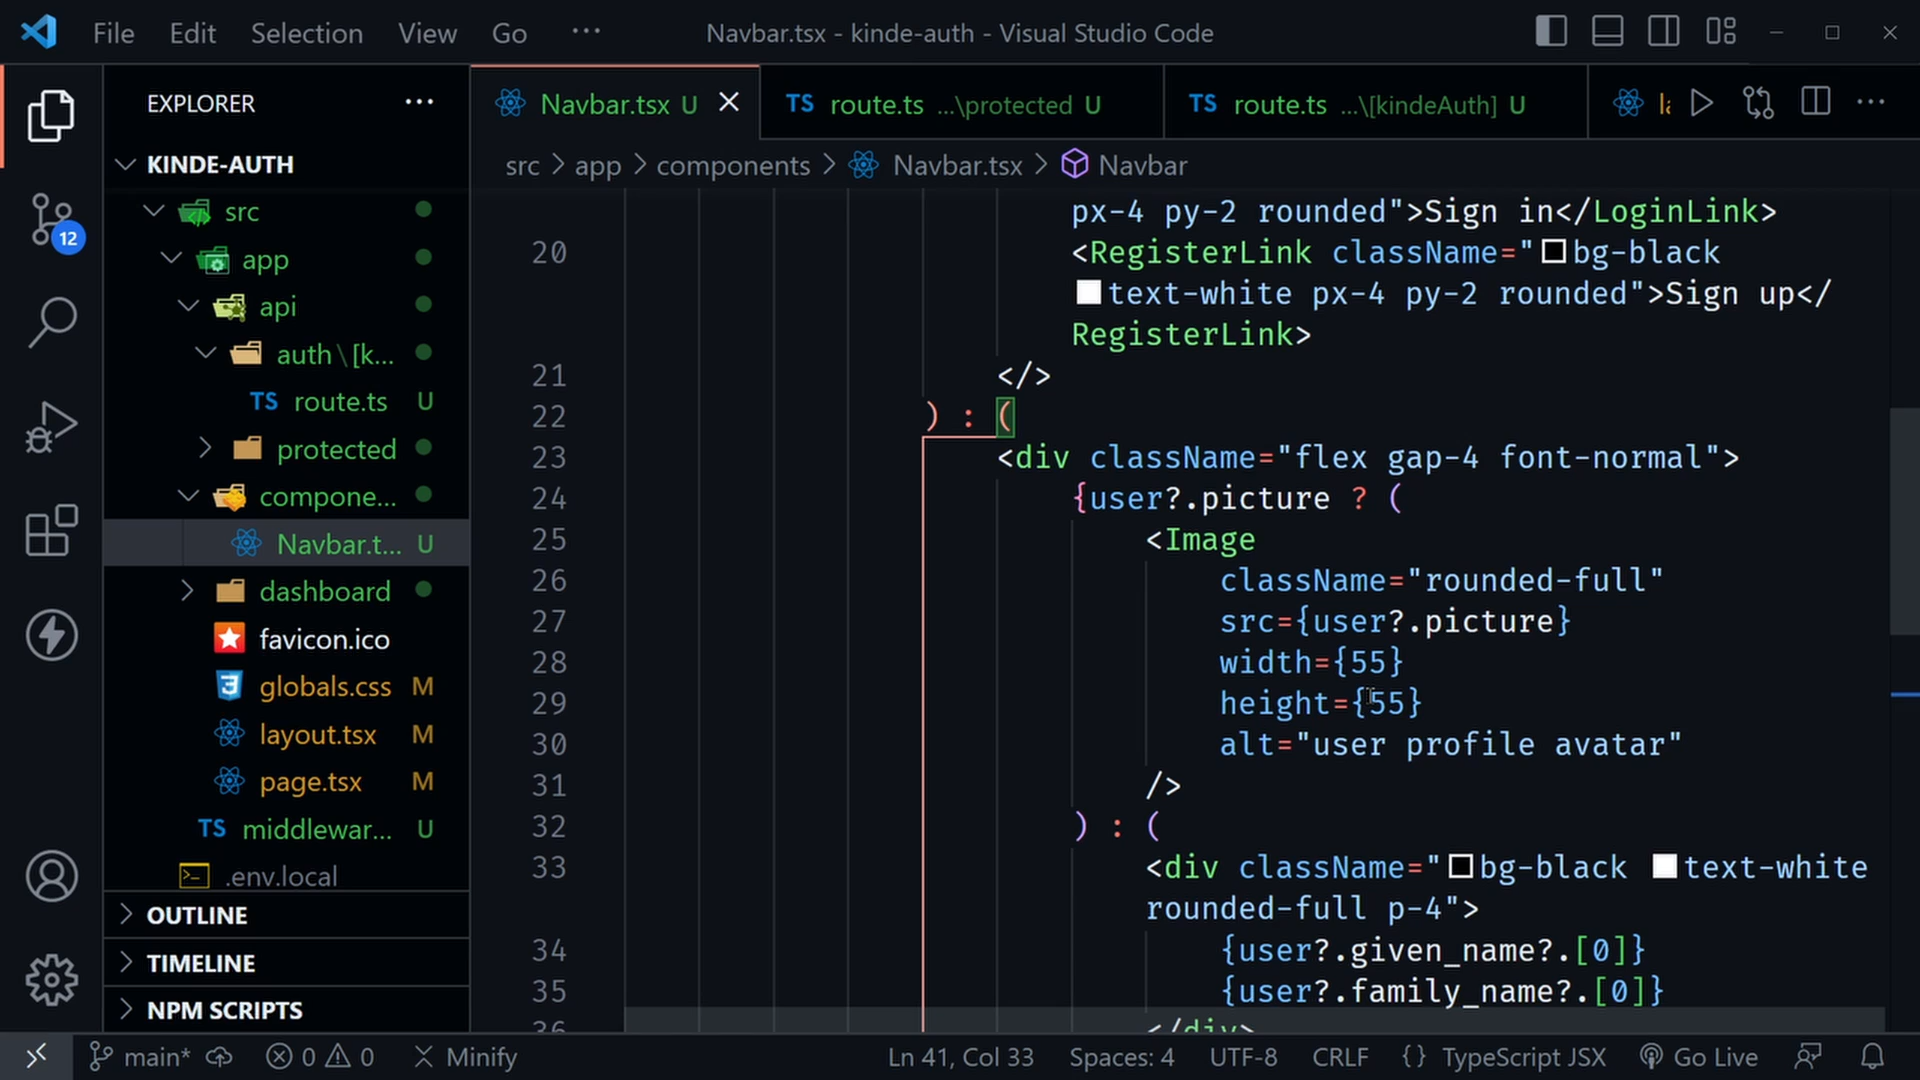 File Edit Selection View Go ··· Navbar.tsx - kinde-auth - Visual Studio Code
EXPLORER ···
Navbar.tsx U
TS route.ts ...\protected U
TS route.ts ...\[kindeAuth] U
src > app > components > Navbar.tsx > Navbar
KINDE-AUTH
src
app
api
auth\[k...
TS route.ts U
protected
compone...
Navbar.t... U
dashboard
favicon.ico
globals.css M
layout.tsx M
page.tsx M
TS middlewar... U
.env.local
OUTLINE
TIMELINE
NPM SCRIPTS
12
px-4 py-2 rounded">Sign in</LoginLink>
20 <RegisterLink className="bg-black
text-white px-4 py-2 rounded">Sign up</
RegisterLink>
21 </>
22 ) : (
23 <div className="flex gap-4 font-normal">
24 {user?.picture ? (
25 <Image
26 className="rounded-full"
27 src={user?.picture}
28 width={55}
29 height={55}
30 alt="user profile avatar"
31 />
32 ) : (
33 <div className="bg-black text-white
rounded-full p-4">
34 {user?.given_name?.[0]}
35 {user?.family_name?.[0]}
36 </div>
main* 0 0 Minify Ln 41, Col 33 Spaces: 4 UTF-8 CRLF {} TypeScript JSX Go Live